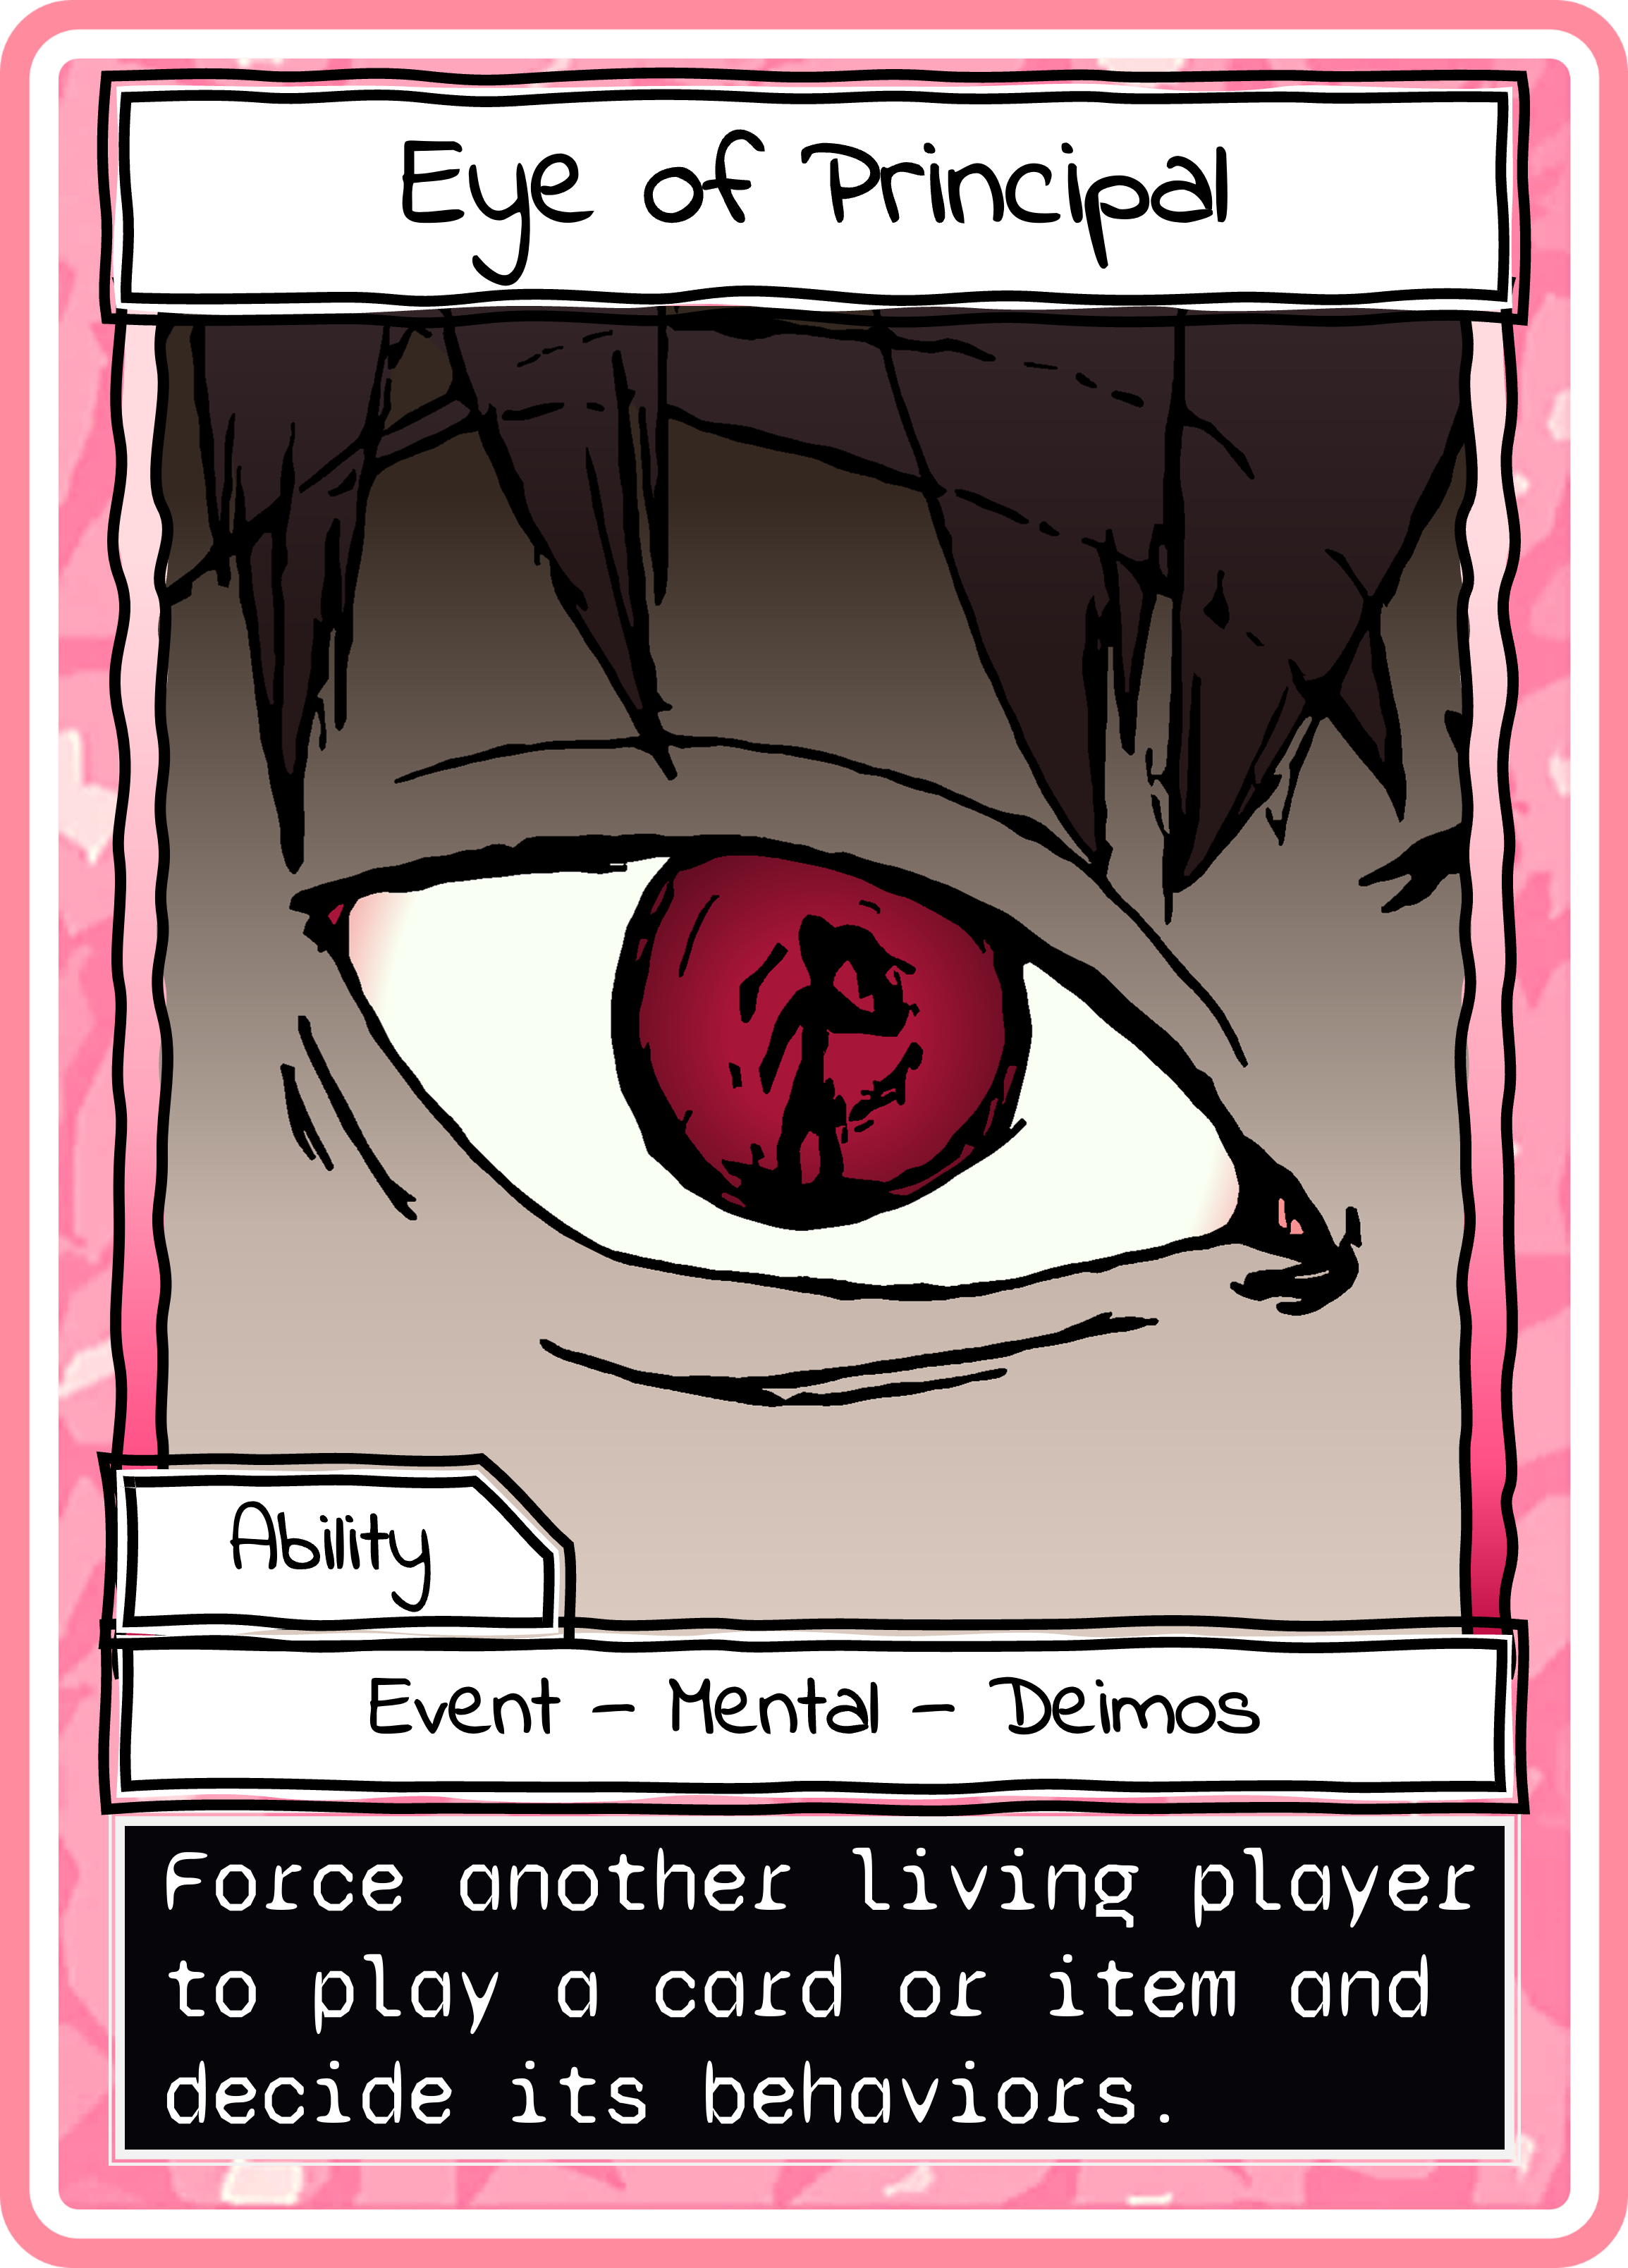 Eye of Principal
Ability
Event - Mental - Deimos
Force another living player
to play a card or item and
decide its behaviors.